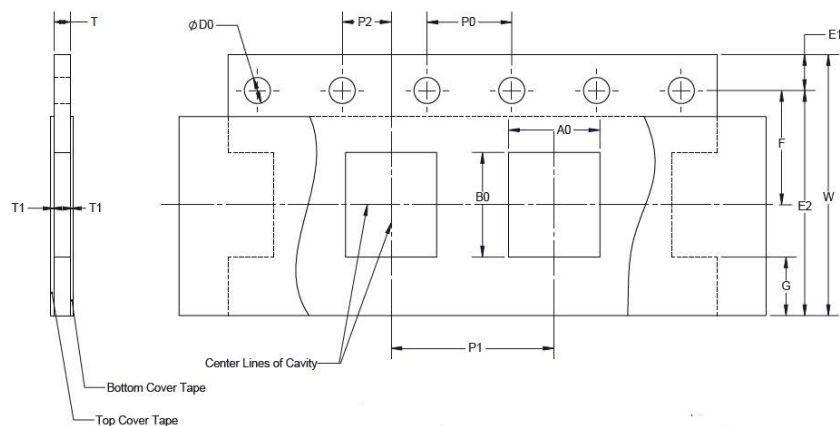 T
ϕD0
P2
P0
E1
A0
F
T1
T1
B0
E2
W
G
Center Lines of Cavity
P1
Bottom Cover Tape
Top Cover Tape